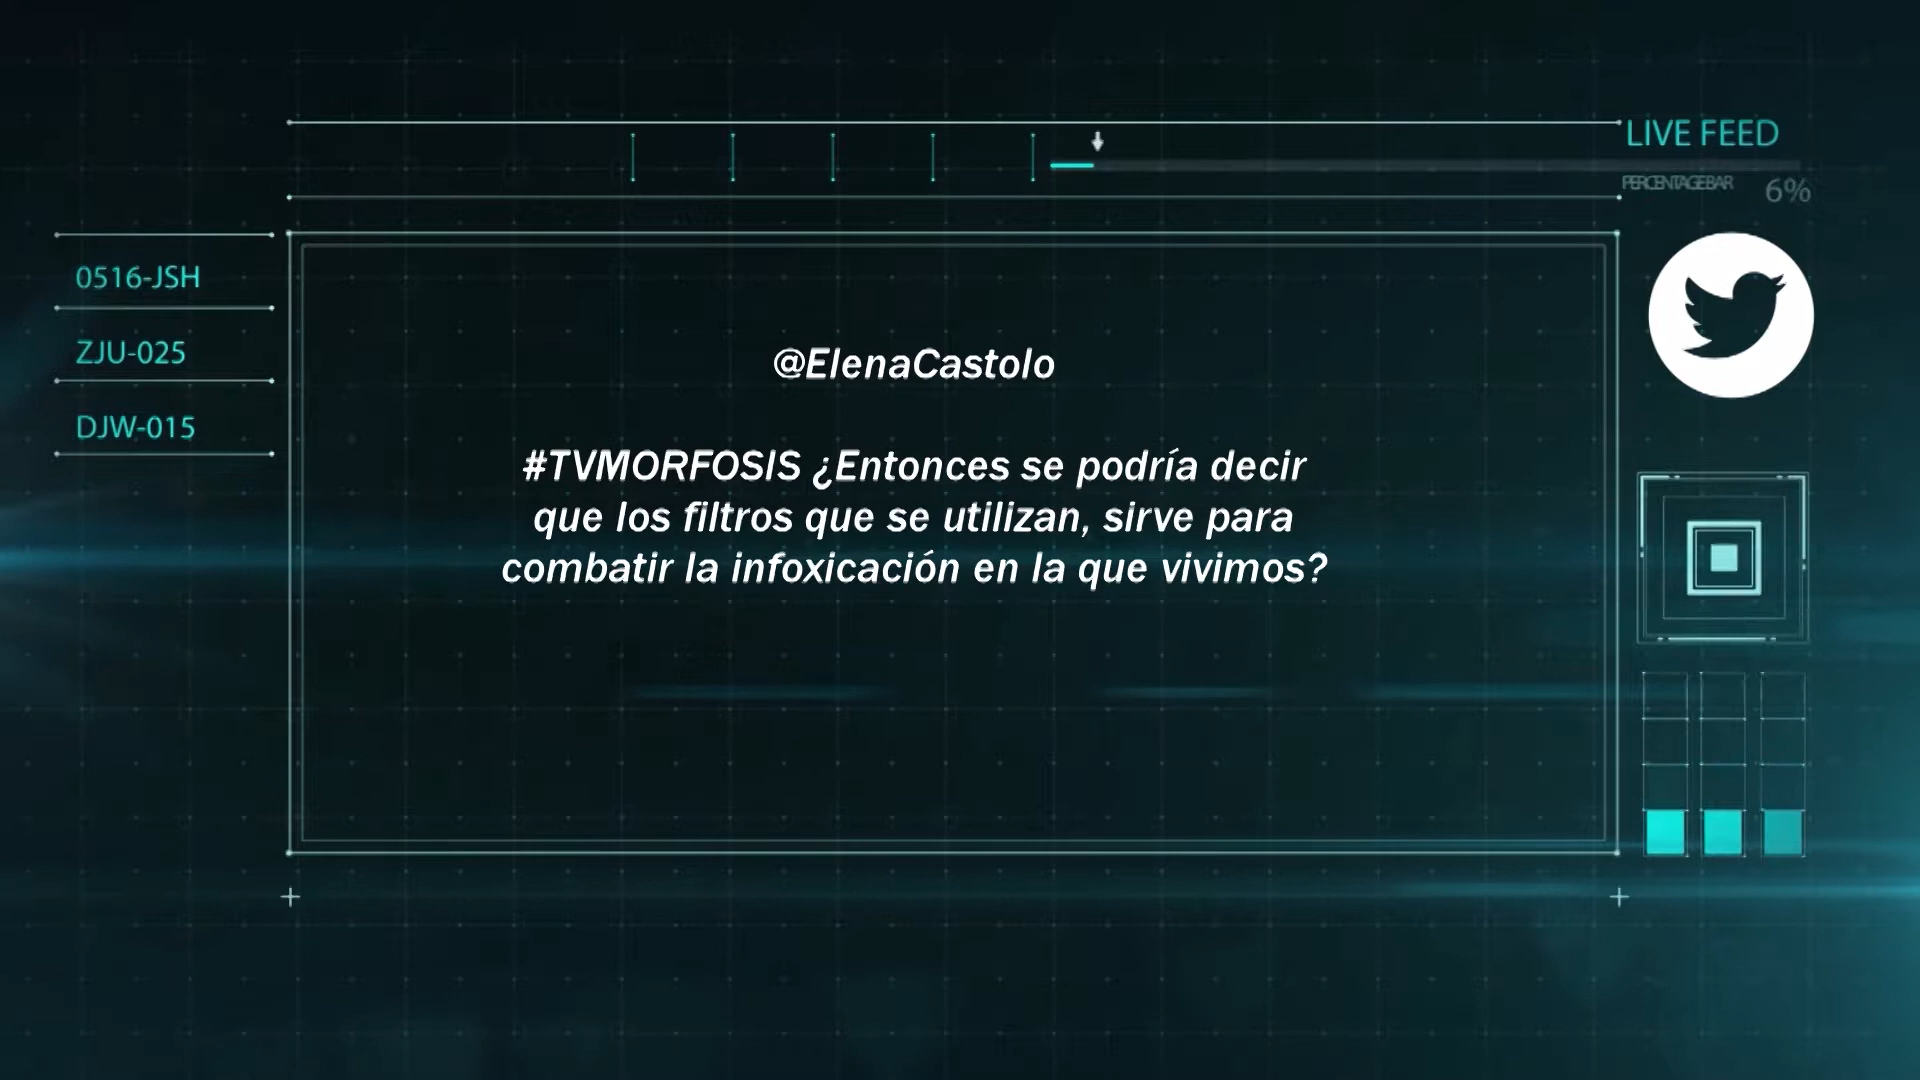 LIVE FEED
PERCENTAGEBAR
6%
0516-JSH
ZJU-025
DJW-015
@ElenaCastolo
#TVMORFOSIS ¿Entonces se podría decir
que los filtros que se utilizan, sirve para
combatir la infoxicación en la que vivimos?